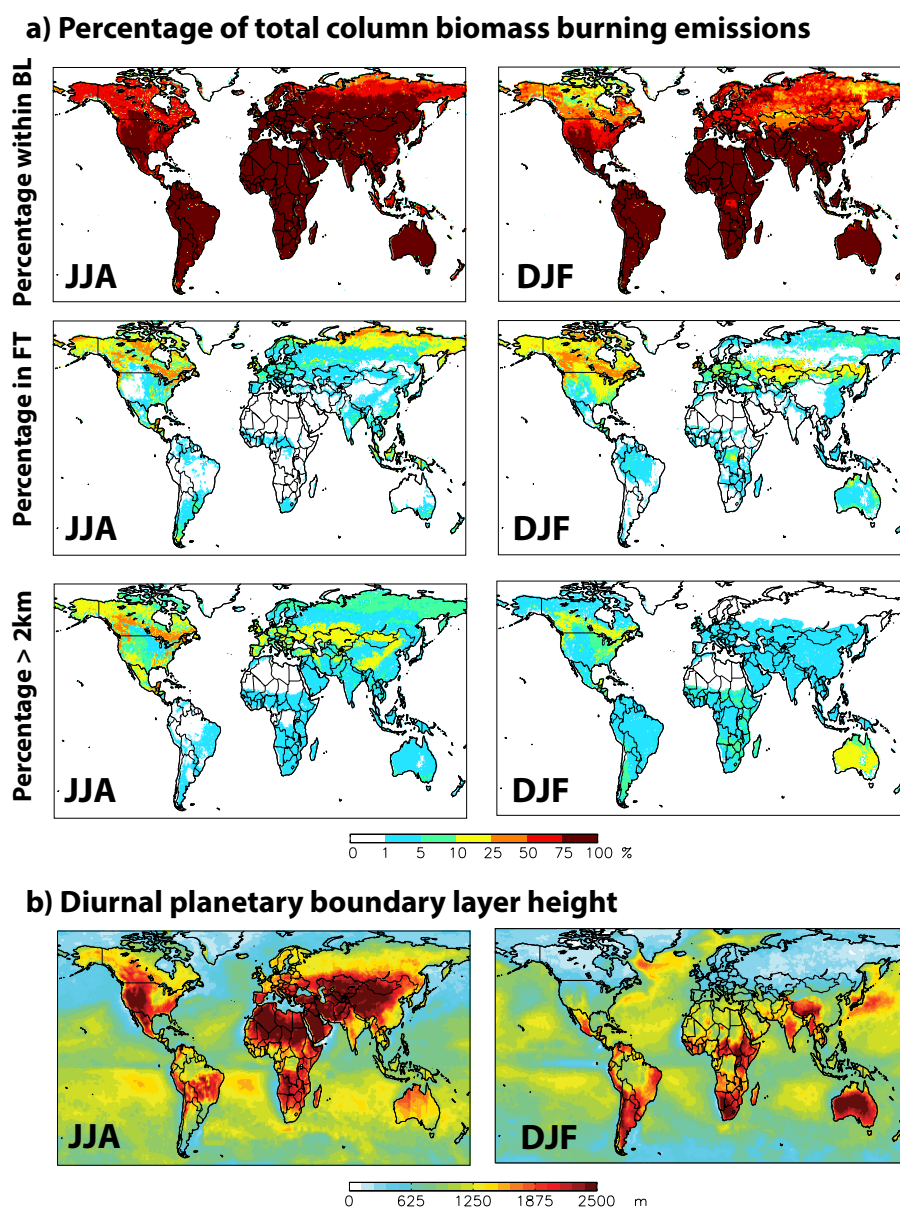 a) Percentage of total column biomass burning emissions
Percentage within BL
JJA
DJF
Percentage in FT
JJA
DJF
Percentage > 2km
JJA
DJF
0 1 5 10 25 50 75 100 %
b) Diurnal planetary boundary layer height
JJA
DJF
0 625 1250 1875 2500 m